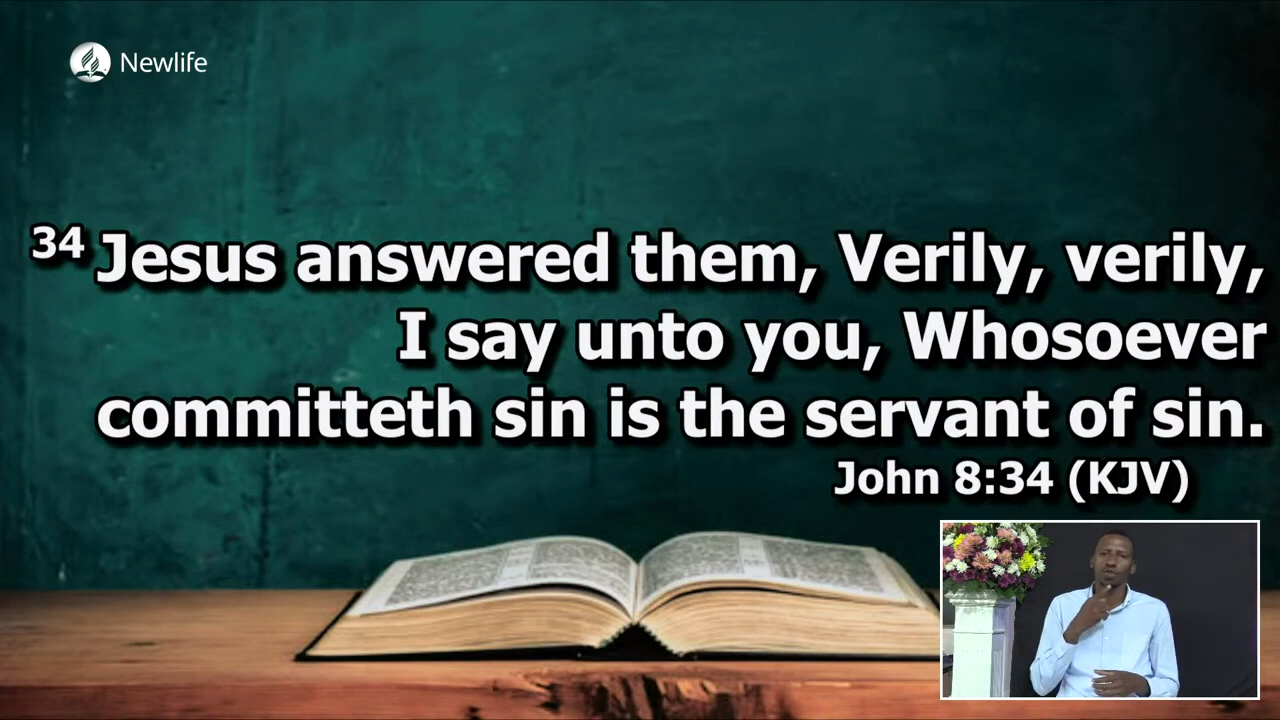 Newlife
34 Jesus answered them, Verily, verily,
I say unto you, Whosoever
committeth sin is the servant of sin.
John 8:34 (KJV)